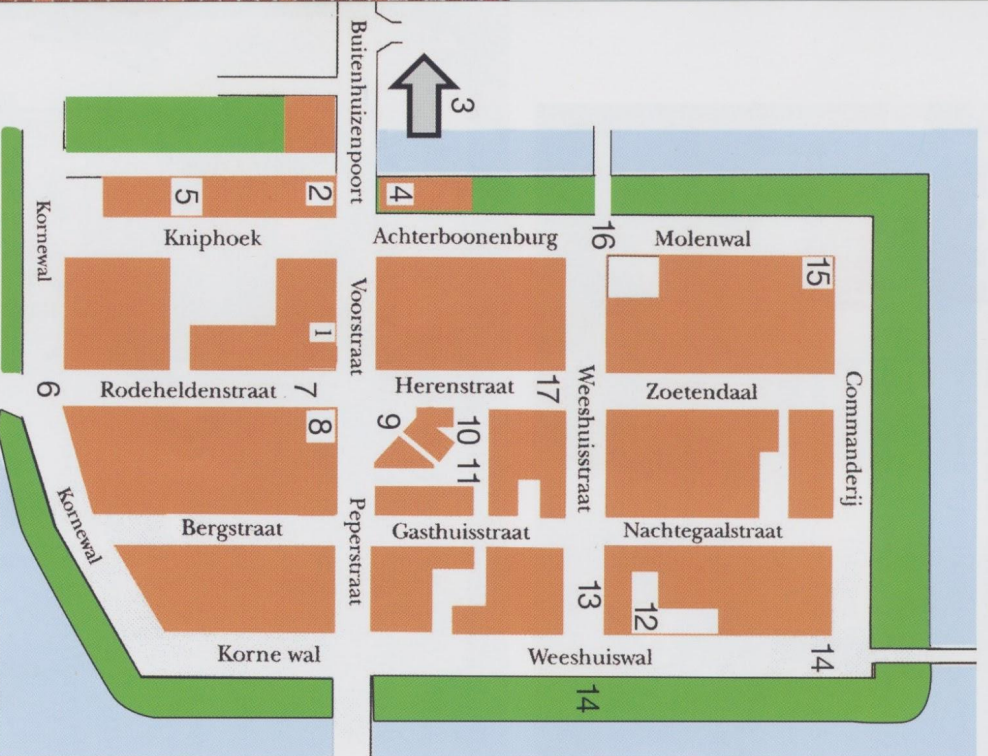 Buitenhuizenpoort
3
5
2
4
Kornewal
Kniphoek
Achterboonenburg
16
Molenwal
15
Voorstraat
1
6
Rodeheldenstraat
7
Herenstraat
17
Weeshuisstraat
Zoetendaal
Commanderij
8
9
10
11
Kornewal
Bergstraat
Peperstraat
Gasthuisstraat
Nachtegaalstraat
13
12
Korne wal
Weeshuiswal
14
14